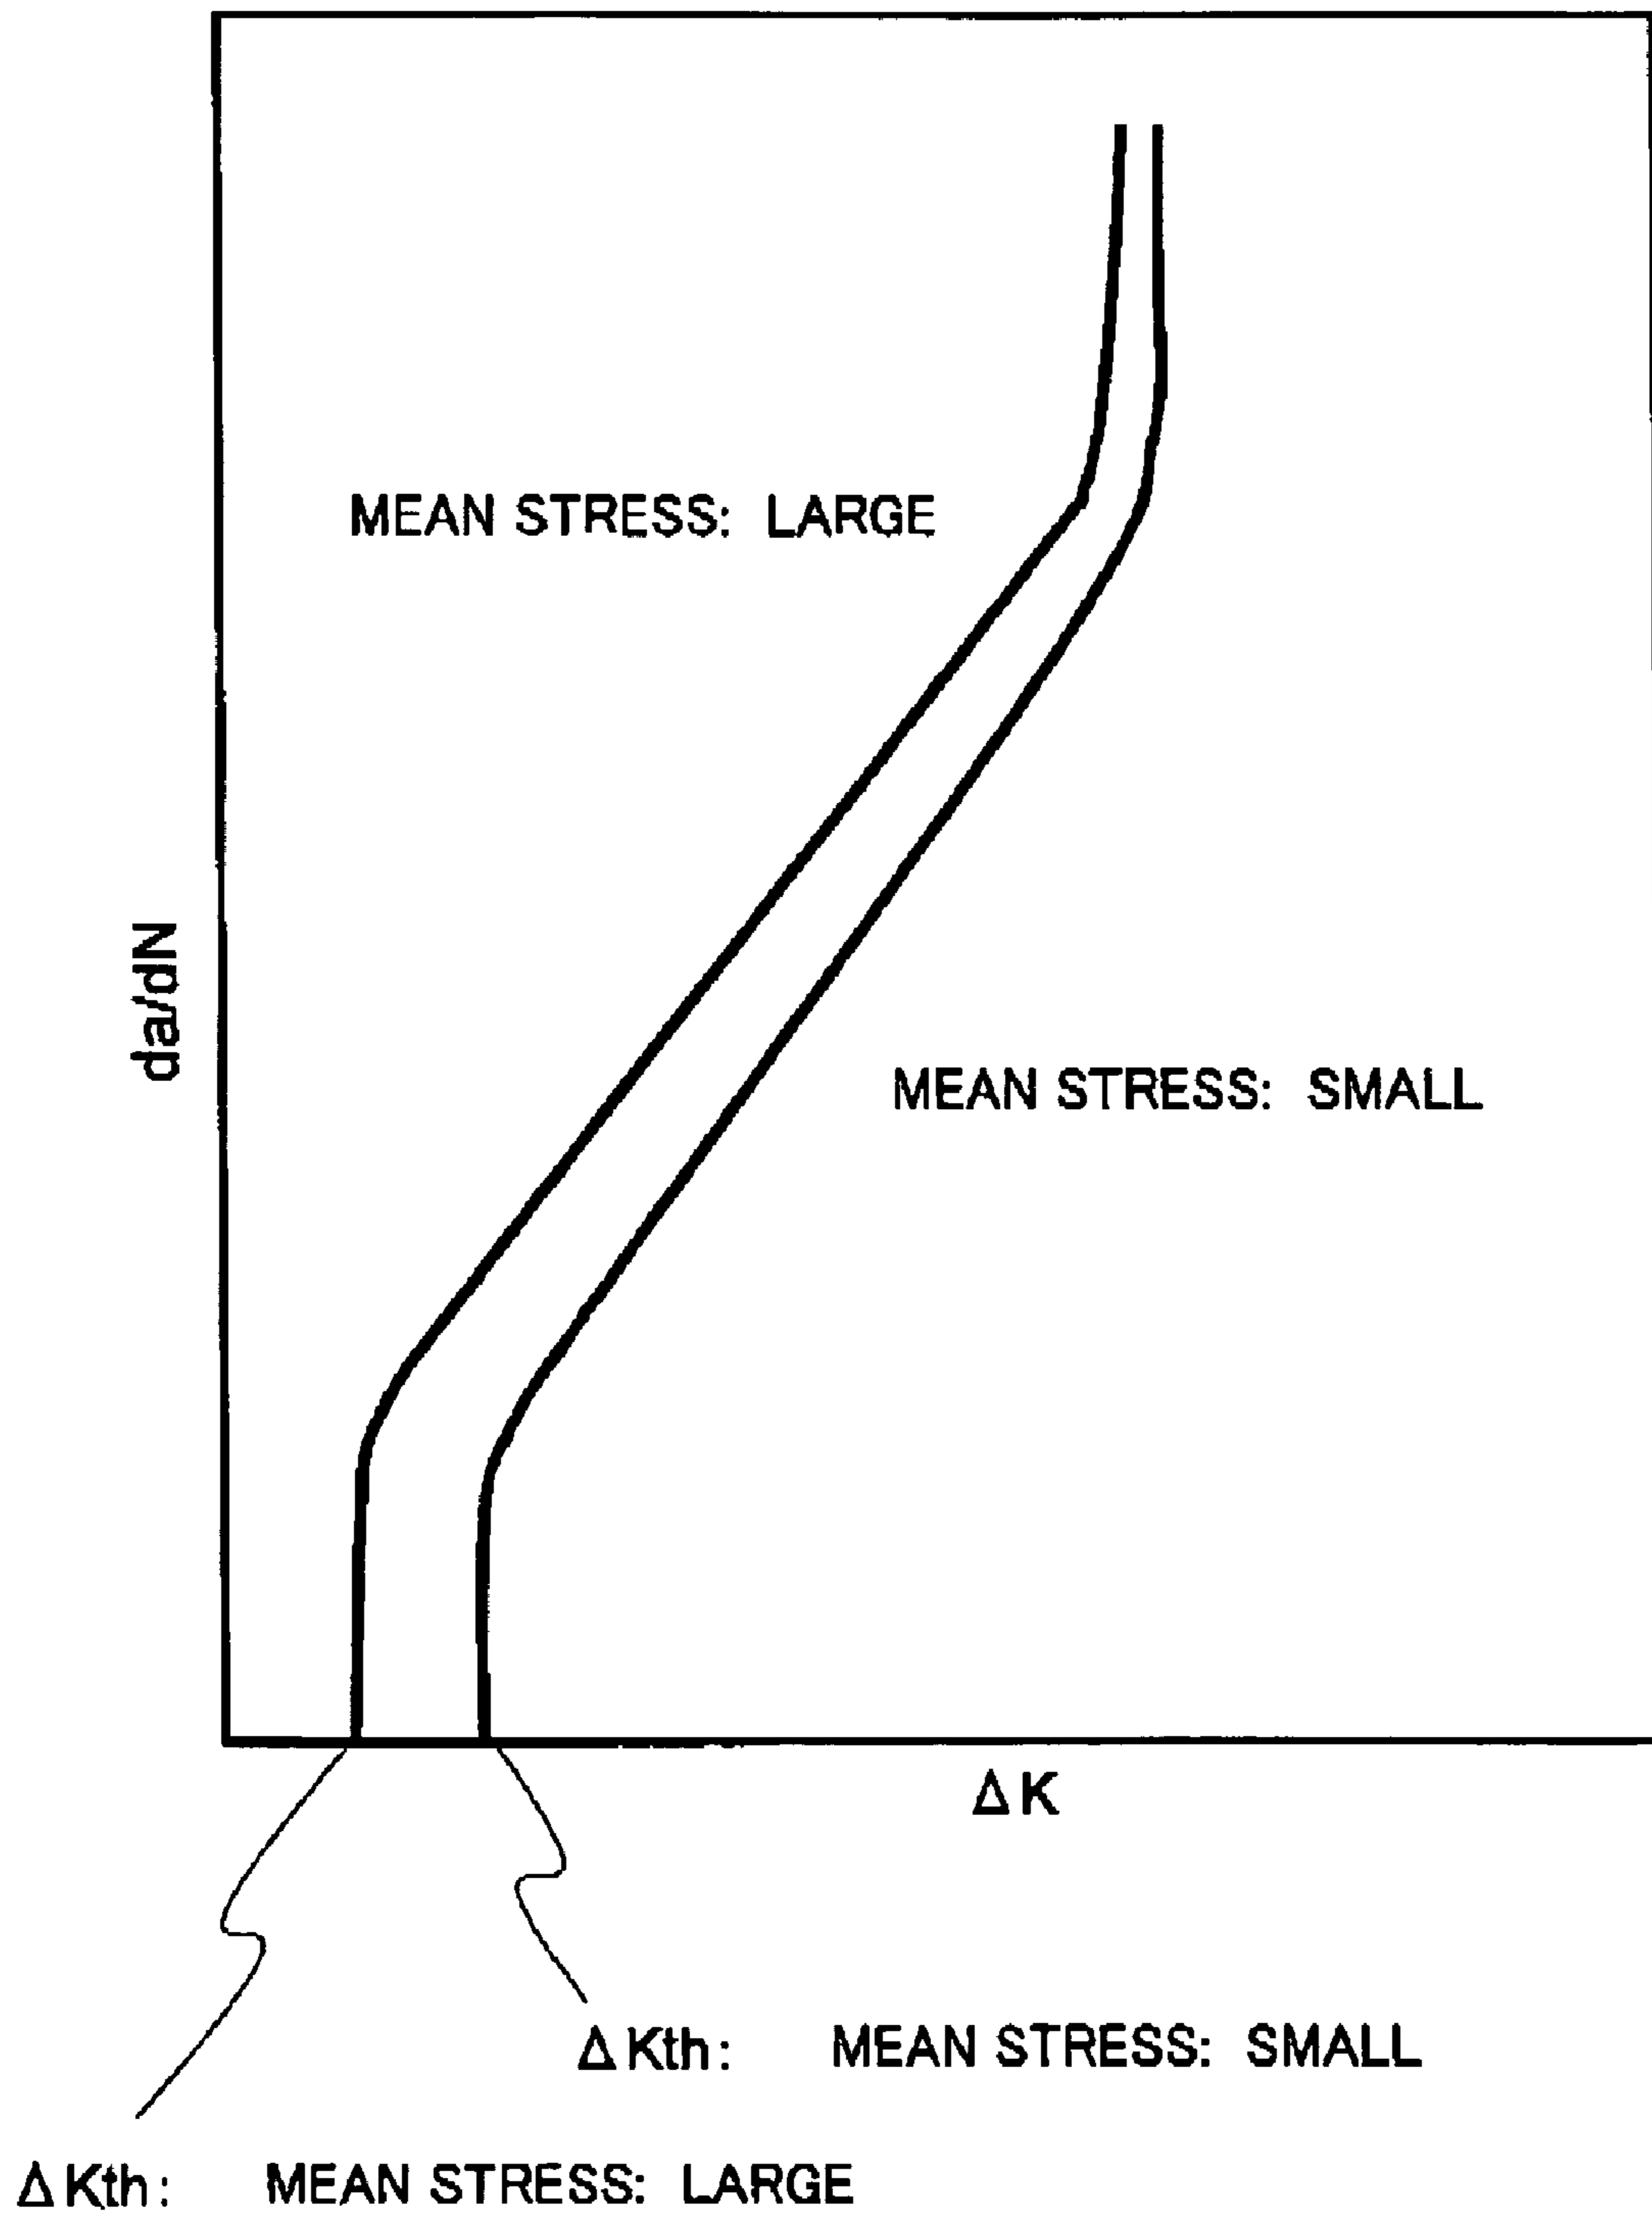 MEAN STRESS: LARGE
da/dN
MEAN STRESS: SMALL
ΔK
ΔKth: MEAN STRESS: SMALL
ΔKth: MEAN STRESS: LARGE